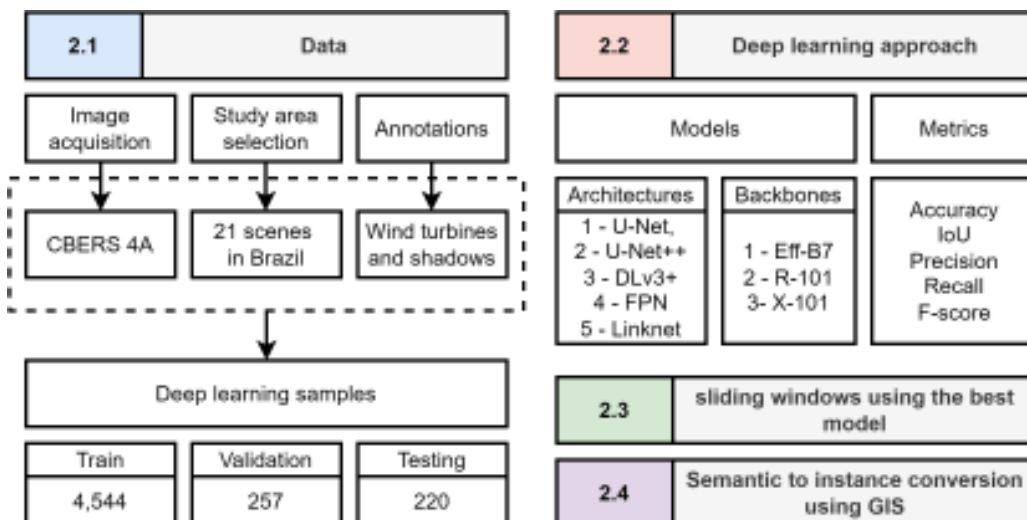 2.1
Data
Image
acquisition
Study area
selection
Annotations
CBERS 4A
21 scenes
in Brazil
Wind turbines
and shadows
Deep learning samples
Train
4,544
Validation
257
Testing
220
2.2
Deep learning approach
Models
Metrics
Architectures
1 - U-Net,
2 - U-Net++
3 - DLv3+
4 - FPN
5 - Linknet
Backbones
1 - Eff-B7
2 - R-101
3- X-101
Accuracy
IoU
Precision
Recall
F-score
2.3
sliding windows using the best
model
2.4
Semantic to instance conversion
using GIS